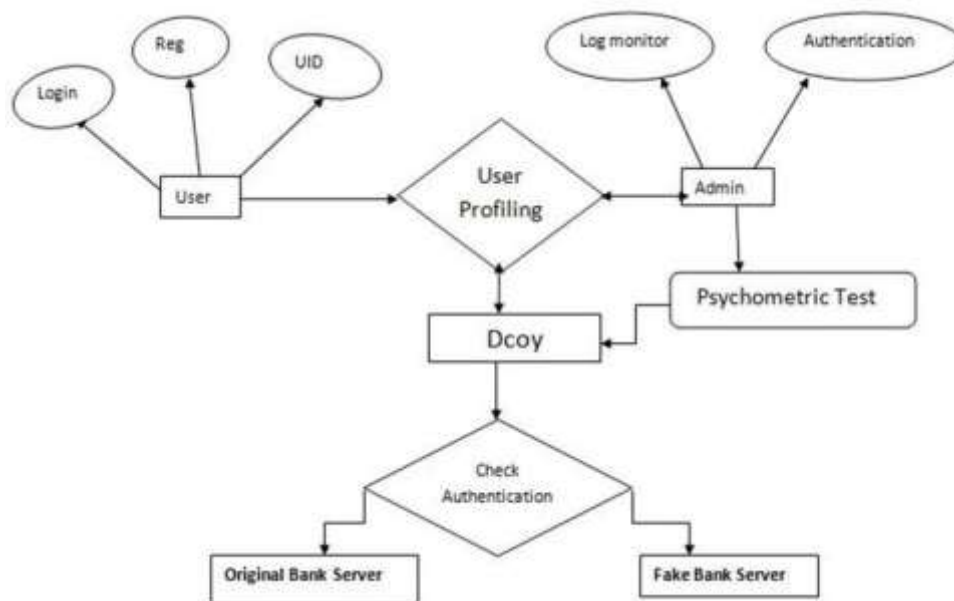 Reg
Log monitor
Authentication
UID
Login
User
User
Profiling
Admin
Psychometric Test
Dcoy
Check
Authentication
Original Bank Server
Fake Bank Server